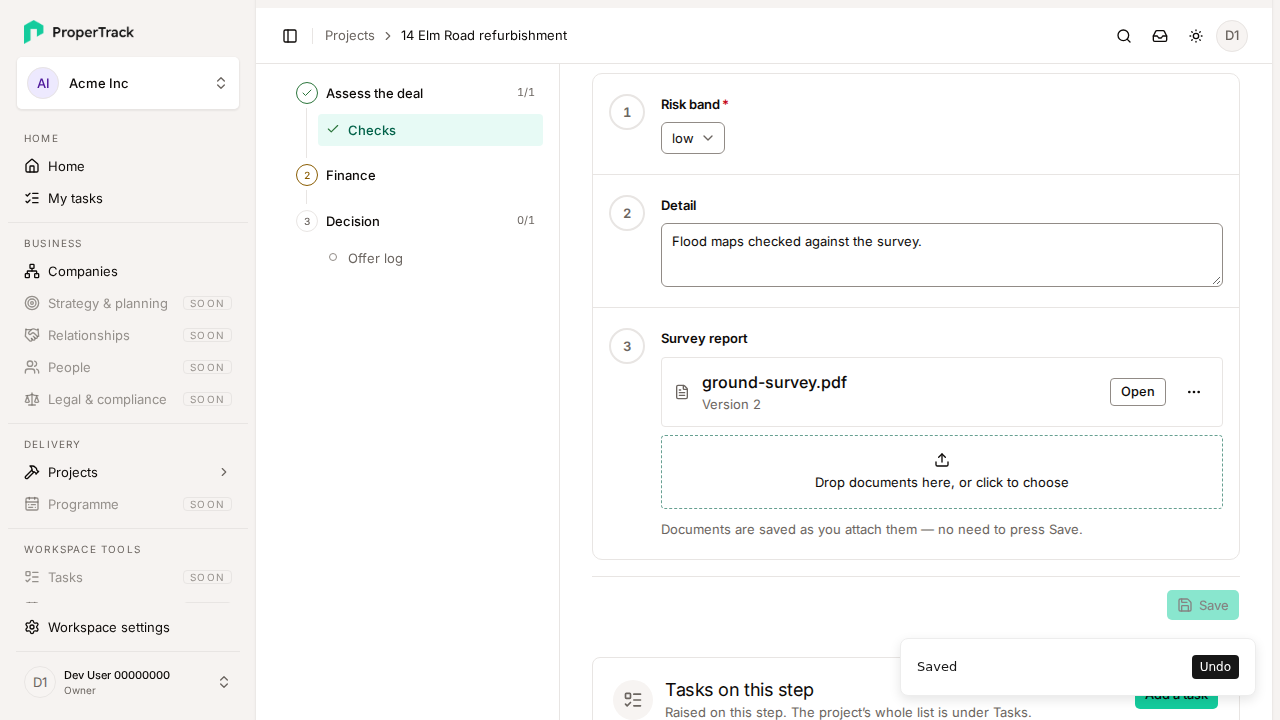 ProperTrack
AI
Acme Inc
HOME
Home
My tasks
BUSINESS
Companies
Strategy & planning SOON
Relationships SOON
People SOON
Legal & compliance SOON
DELIVERY
Projects
Programme SOON
WORKSPACE TOOLS
Tasks SOON
Workspace settings
D1
Dev User 00000000
Owner
Projects
14 Elm Road refurbishment
D1
Assess the deal 1/1
Checks
2 Finance
3 Decision 0/1
Offer log
1
Risk band *
low
2
Detail
Flood maps checked against the survey.
3
Survey report
ground-survey.pdf
Version 2
Open
Drop documents here, or click to choose
Documents are saved as you attach them — no need to press Save.
Save
Saved
Undo
Tasks on this step
Raised on this step. The project's whole list is under Tasks.